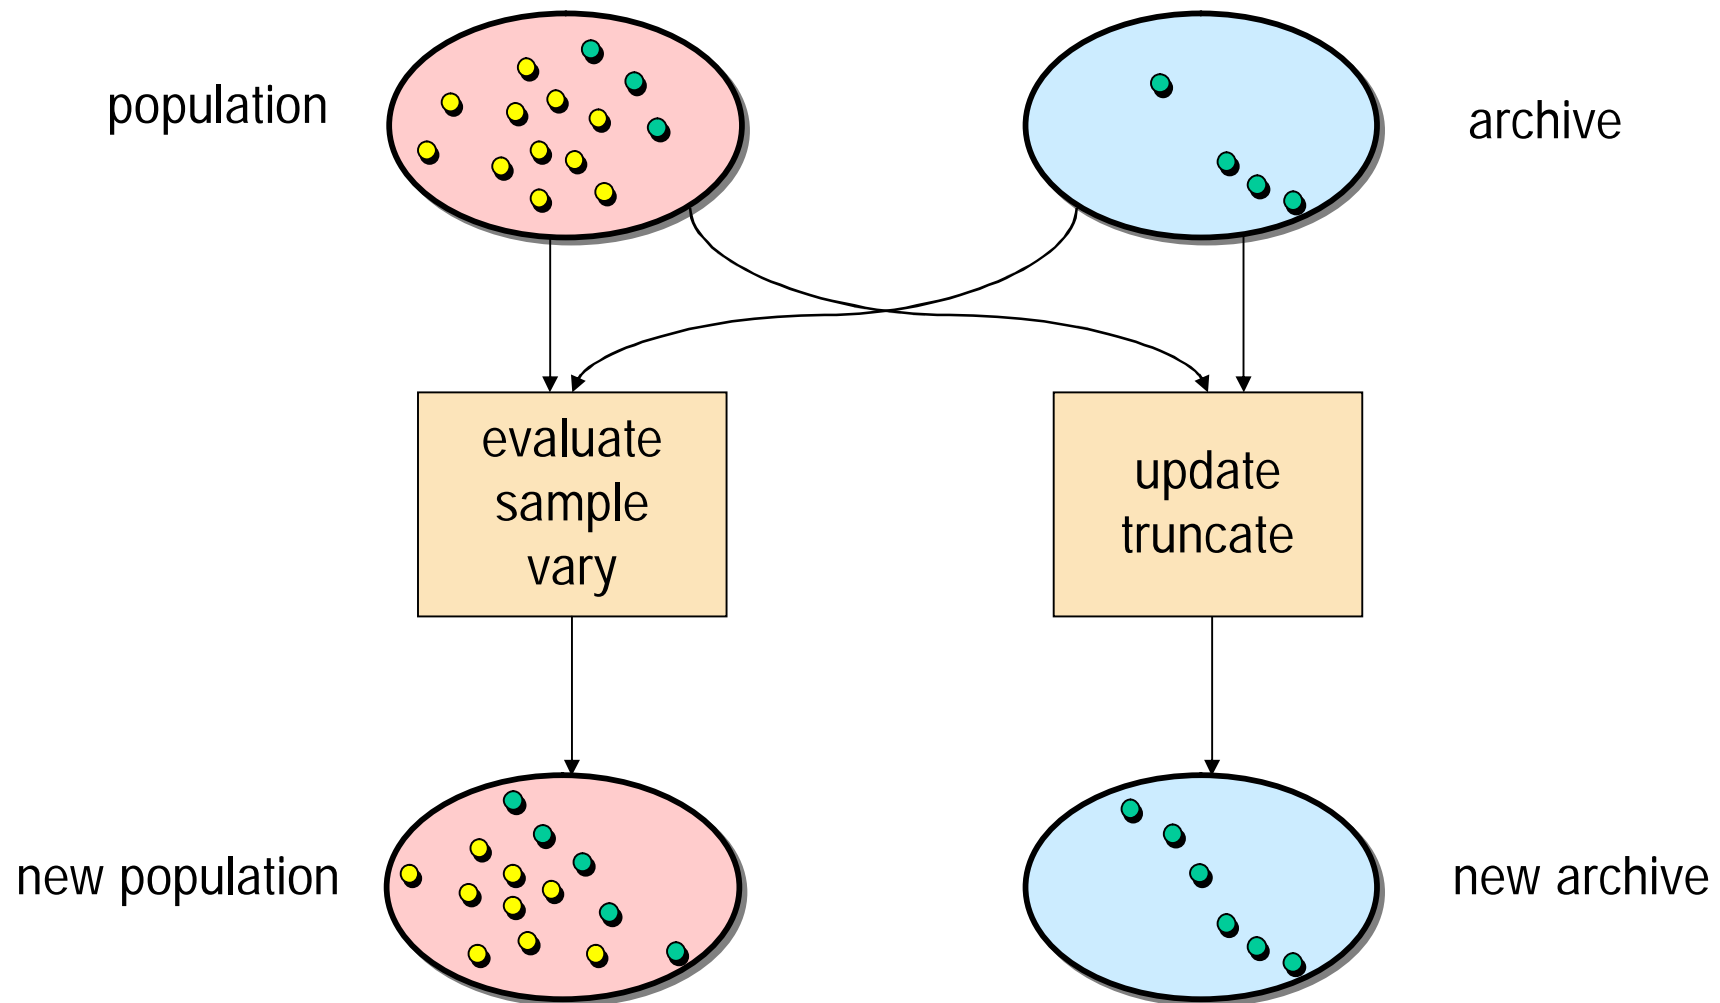 population
archive
evaluate
sample
vary
update
truncate
new population
new archive